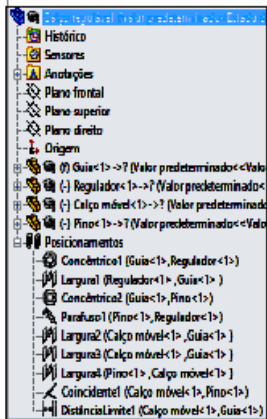 Histórico
Sensores
Anotações
Plano frontal
Plano superior
Plano direito
Origem
(f) Guia<1>->? (Valor predeterminado<<Valo
(-) Regulador<1>->? (Valor predeterminado<
(-) Calço móvel<1>->? (Valor predeterminado
(-) Pino<1>->? (Valor predeterminado<<Valo
Posicionamentos
Concêntrico1 (Guia<1>,Regulador<1>)
Largura1 (Regulador<1>,Guia<1>)
Concêntrico2 (Guia<1>,Pino<1>)
Parafuso1 (Pino<1>,Regulador<1>)
Largura2 (Calço móvel<1>,Guia<1>)
Largura3 (Calço móvel<1>,Guia<1>)
Largura4 (Pino<1>,Calço móvel<1>)
Coincidente1 (Calço móvel<1>,Pino<1>)
DistânciaLimite1 (Calço móvel<1>,Guia<1>)